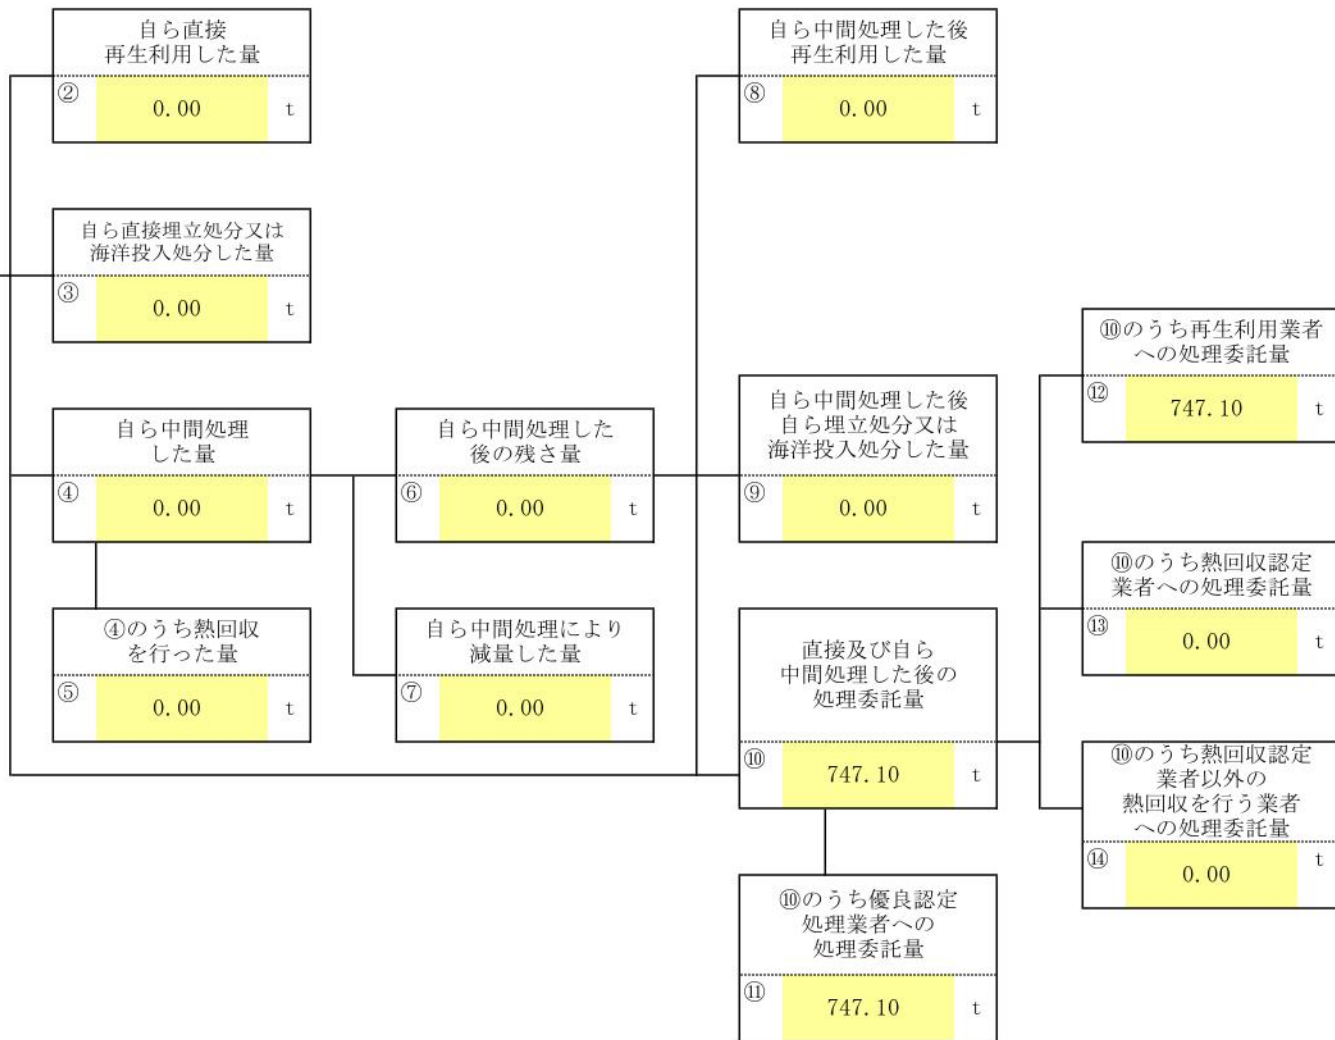 自ら直接
再生利用した量
② 0.00 t
自ら中間処理した後
再生利用した量
⑧ 0.00 t
自ら直接埋立処分又は
海洋投入処分した量
③ 0.00 t
⑩のうち再生利用業者
への処理委託量
⑫ 747.10 t
自ら中間処理
した量
④ 0.00 t
自ら中間処理した
後の残さ量
⑥ 0.00 t
自ら中間処理した後
自ら埋立処分又は
海洋投入処分した量
⑨ 0.00 t
⑩のうち熱回収認定
業者への処理委託量
⑬ 0.00 t
④のうち熱回収
を行った量
⑤ 0.00 t
自ら中間処理により
減量した量
⑦ 0.00 t
直接及び自ら
中間処理した後の
処理委託量
⑩ 747.10 t
⑩のうち熱回収認定
業者以外の
熱回収を行う業者
への処理委託量
⑭ 0.00 t
⑩のうち優良認定
処理業者への
処理委託量
⑪ 747.10 t